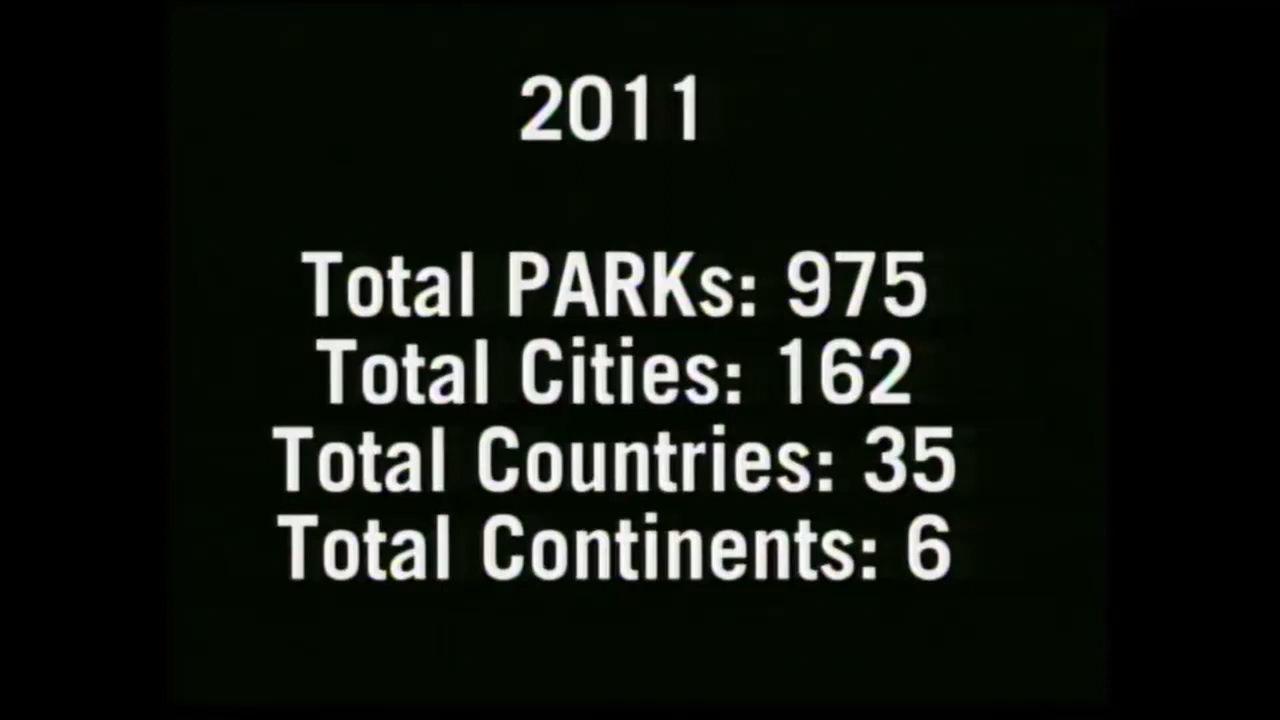 2011
Total PARKs: 975
Total Cities: 162
Total Countries: 35
Total Continents: 6